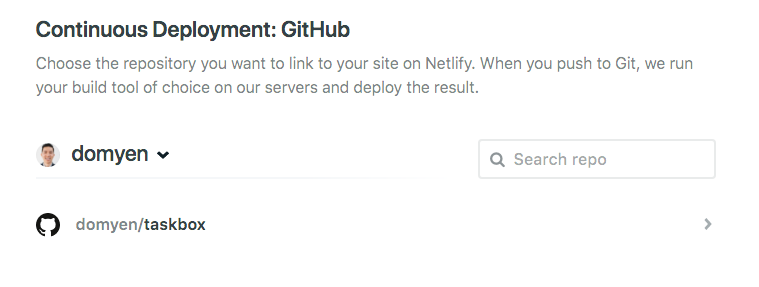 Continuous Deployment: GitHub
Choose the repository you want to link to your site on Netlify. When you push to Git, we run
your build tool of choice on our servers and deploy the result.
domyen
Search repo
domyen/taskbox